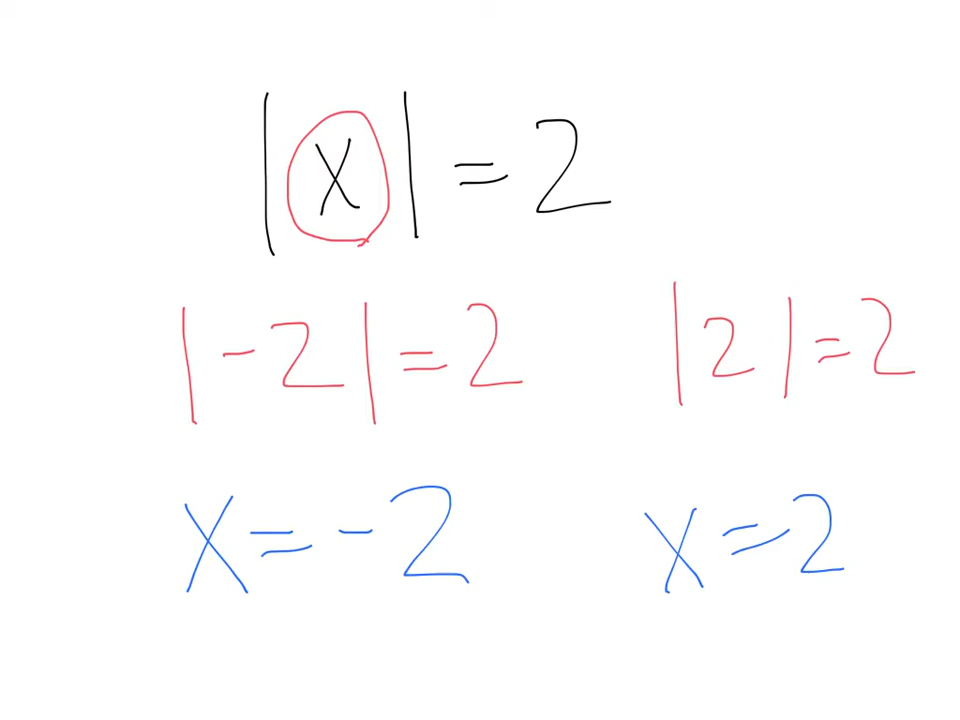 |x| = 2
|-2| = 2 |2| = 2
x = -2 x = 2